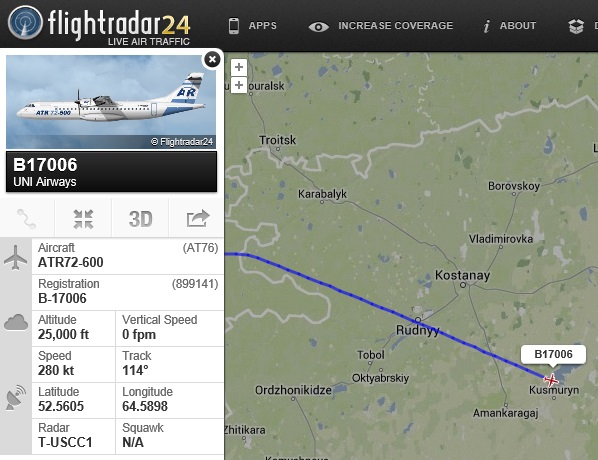 flightradar24
LIVE AIR TRAFFIC
APPS
INCREASE COVERAGE
ABOUT
ATR 72-600
© Flightradar24
B17006
UNI Airways
3D
Aircraft (AT76)
ATR72-600
Registration (899141)
B-17006
Altitude Vertical Speed
25,000 ft 0 fpm
Speed Track
280 kt 114°
Latitude Longitude
52.5605 64.5898
Radar Squawk
T-USCC1 N/A
+
+
ouralsk
Troitsk
Karabalyk
Borovskoy
Vladimirovka
Kostanay
Rudnyy
B17006
Tobol
Oktyabrskiy
Kusmuryn
Ordzhonikidze
Amankaragaj
Zhitikara